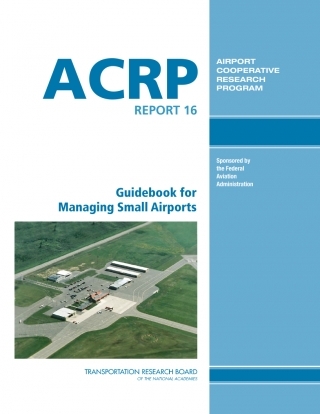 ACRP
REPORT 16
AIRPORT
COOPERATIVE
RESEARCH
PROGRAM
Sponsored by
the Federal
Aviation
Administration
Guidebook for
Managing Small Airports
TRANSPORTATION RESEARCH BOARD
OF THE NATIONAL ACADEMIES